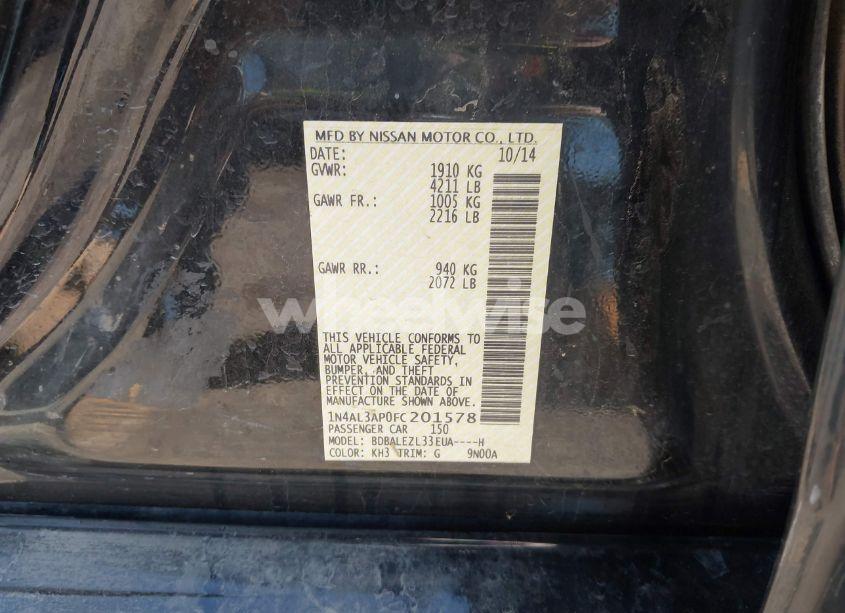 MFD BY NISSAN MOTOR CO., LTD.
DATE: 10/14
GVWR: 1910 KG
4211 LB
GAWR FR.: 1005 KG
2216 LB
GAWR RR.: 940 KG
2072 LB
wheelwise
THIS VEHICLE CONFORMS TO
ALL APPLICABLE FEDERAL
MOTOR VEHICLE SAFETY,
BUMPER, AND THEFT
PREVENTION STANDARDS IN
EFFECT ON THE DATE OF
MANUFACTURE SHOWN ABOVE.
1N4AL3AP0FC201578
PASSENGER CAR 150
MODEL: BDBALEZL33EUA----H
COLOR: KH3 TRIM: G 9N00A